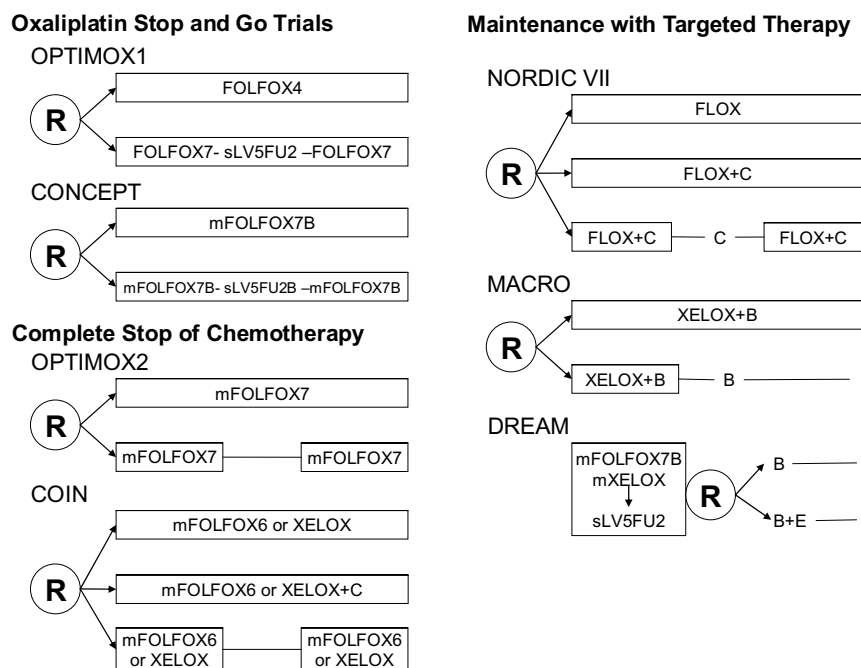 Oxaliplatin Stop and Go Trials
OPTIMOX1
R
FOLFOX4
FOLFOX7- sLV5FU2 –FOLFOX7
CONCEPT
R
mFOLFOX7B
mFOLFOX7B- sLV5FU2B –mFOLFOX7B
Complete Stop of Chemotherapy
OPTIMOX2
R
mFOLFOX7
mFOLFOX7 mFOLFOX7
COIN
R
mFOLFOX6 or XELOX
mFOLFOX6 or XELOX+C
mFOLFOX6 mFOLFOX6
or XELOX or XELOX
Maintenance with Targeted Therapy
NORDIC VII
R
FLOX
FLOX+C
FLOX+C C FLOX+C
MACRO
R
XELOX+B
XELOX+B B
DREAM
mFOLFOX7B
mXELOX
sLV5FU2
R
B
B+E